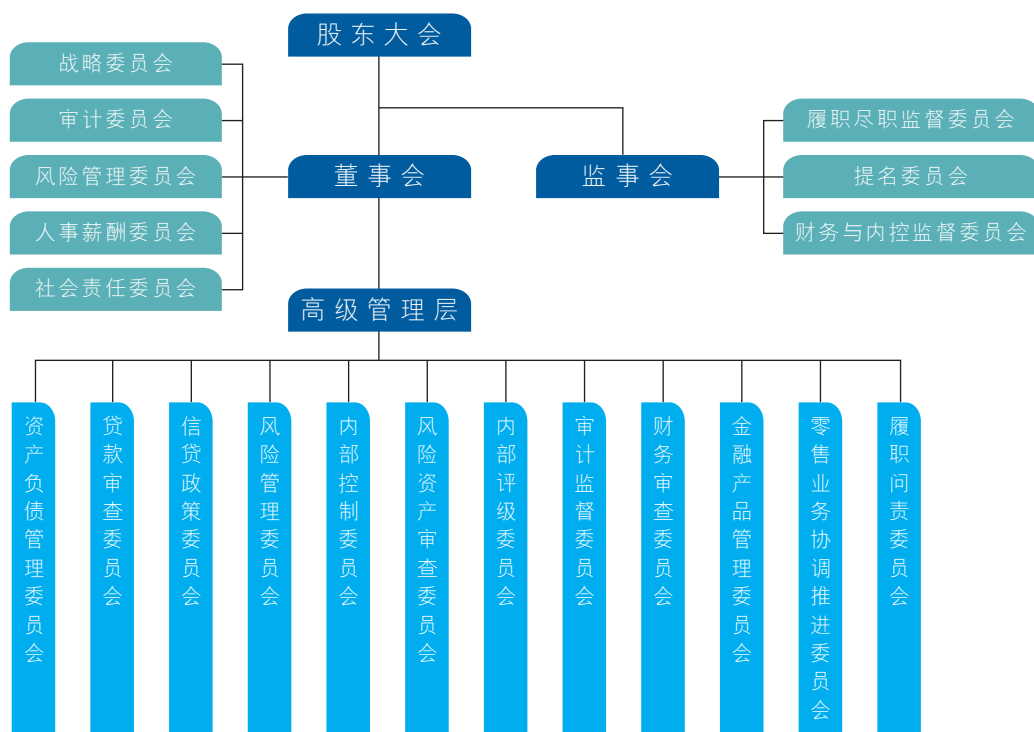 股东大会
战略委员会
审计委员会
风险管理委员会
人事薪酬委员会
社会责任委员会
董事会
监事会
履职尽职监督委员会
提名委员会
财务与内控监督委员会
高级管理层
资产负债管理委员会
贷款审查委员会
信贷政策委员会
风险管理委员会
内部控制委员会
风险资产审查委员会
内部评级委员会
审计监督委员会
财务审查委员会
金融产品管理委员会
零售业务协调推进委员会
履职问责委员会